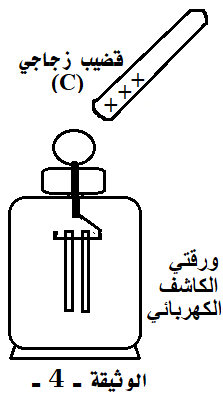 قضيب زجاجي
(C)
+++
ورقتي
الكاشف
الكهربائي
الوثيقة ـ 4 ـ